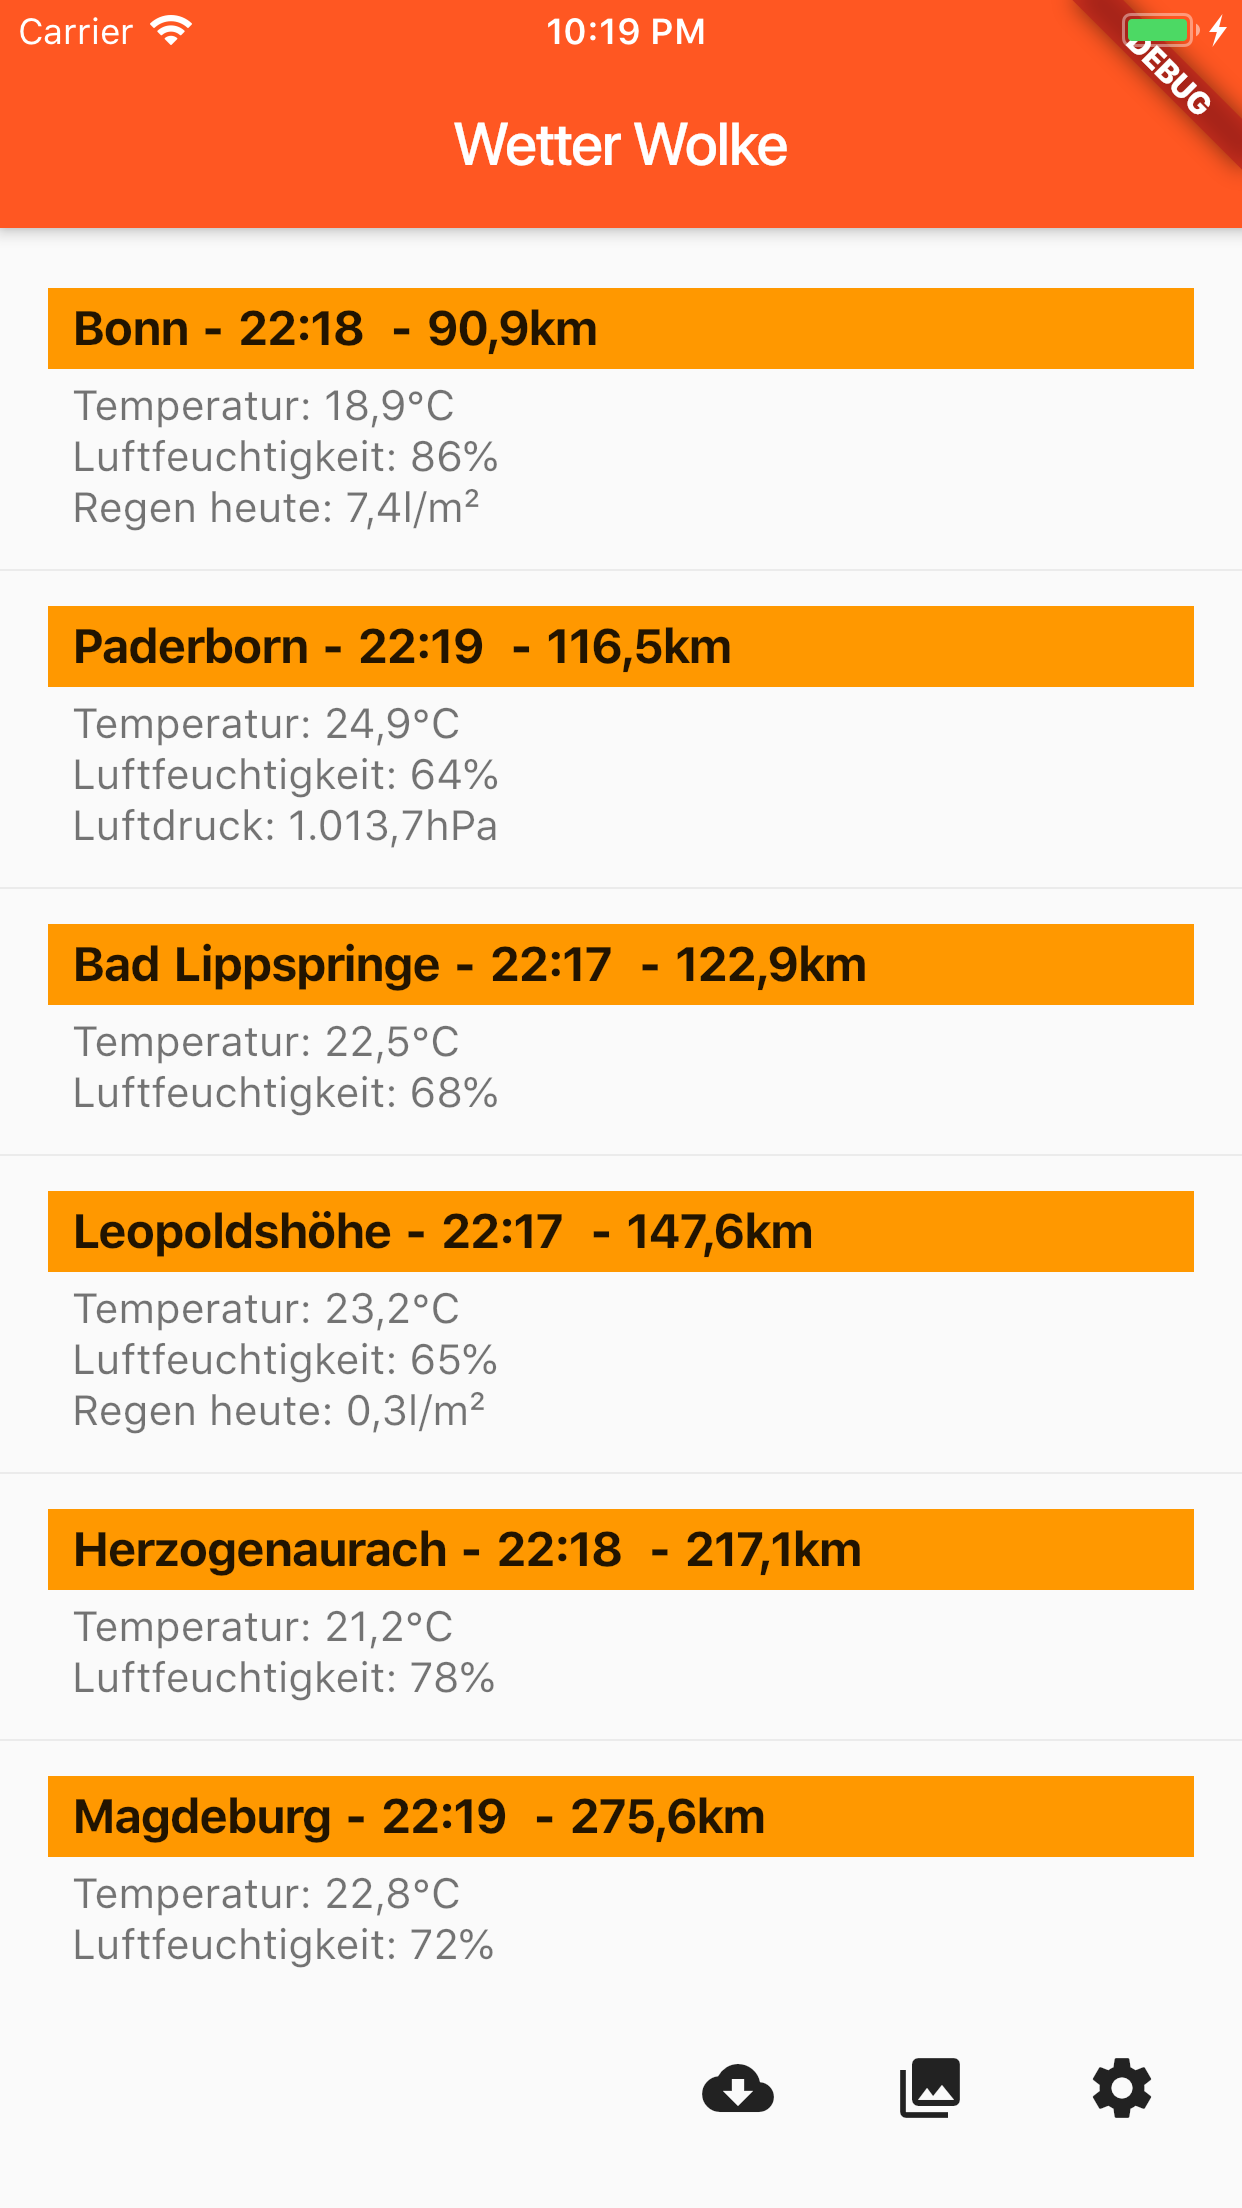 Carrier 10:19 PM
DEBUG
Wetter Wolke
Bonn - 22:18  - 90,9km
Temperatur: 18,9°C
Luftfeuchtigkeit: 86%
Regen heute: 7,4l/m²
Paderborn - 22:19  - 116,5km
Temperatur: 24,9°C
Luftfeuchtigkeit: 64%
Luftdruck: 1.013,7hPa
Bad Lippspringe - 22:17  - 122,9km
Temperatur: 22,5°C
Luftfeuchtigkeit: 68%
Leopoldshöhe - 22:17  - 147,6km
Temperatur: 23,2°C
Luftfeuchtigkeit: 65%
Regen heute: 0,3l/m²
Herzogenaurach - 22:18  - 217,1km
Temperatur: 21,2°C
Luftfeuchtigkeit: 78%
Magdeburg - 22:19  - 275,6km
Temperatur: 22,8°C
Luftfeuchtigkeit: 72%